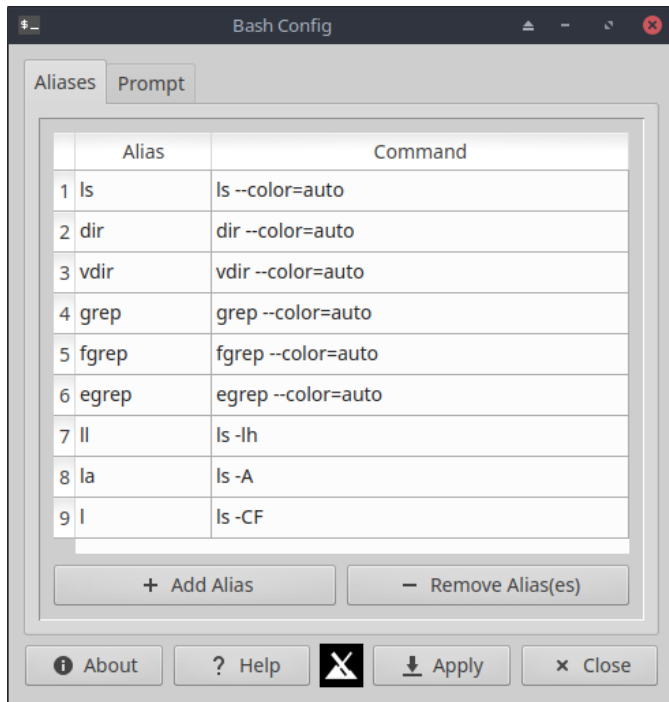 $_ Bash Config
Aliases Prompt
Alias Command
1 ls ls --color=auto
2 dir dir --color=auto
3 vdir vdir --color=auto
4 grep grep --color=auto
5 fgrep fgrep --color=auto
6 egrep egrep --color=auto
7 ll ls -lh
8 la ls -A
9 l ls -CF
+ Add Alias − Remove Alias(es)
About ? Help Apply × Close